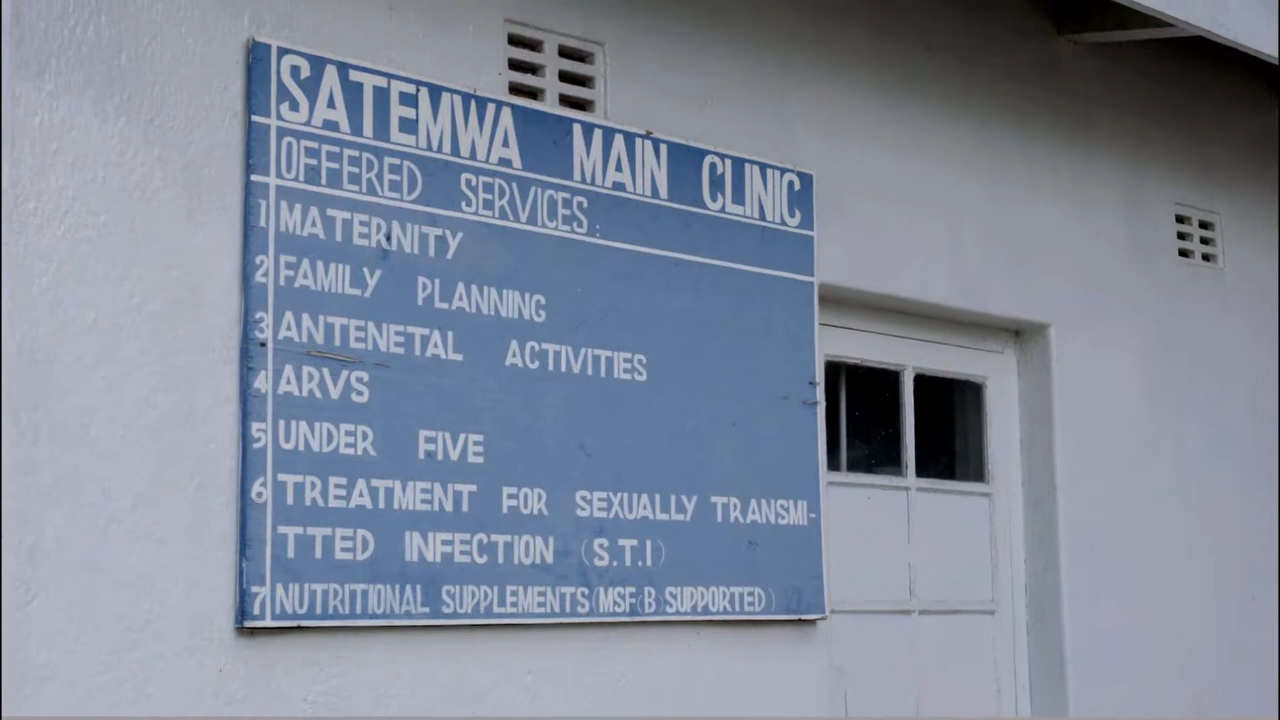 SATEMWA MAIN CLINIC
OFFERED SERVICES:
1 MATERNITY
2 FAMILY PLANNING
3 ANTENETAL ACTIVITIES
4 ARVS
5 UNDER FIVE
6 TREATMENT FOR SEXUALLY TRANSMI-
TTED INFECTION (S.T.I)
7 NUTRITIONAL SUPPLEMENTS (MSF(B) SUPPORTED)